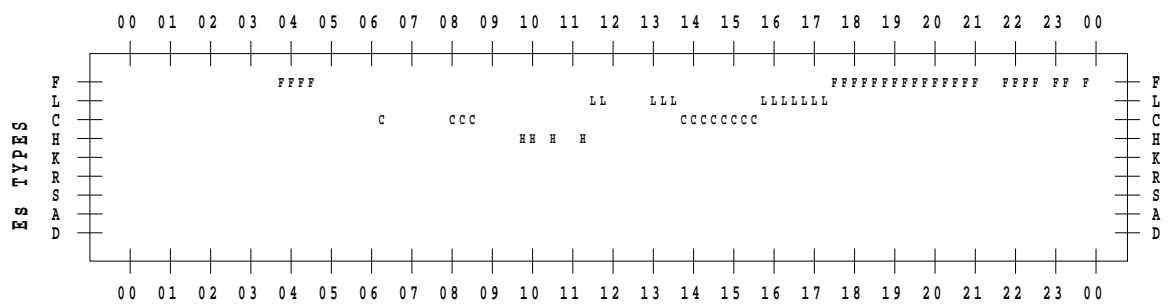 00 01 02 03 04 05 06 07 08 09 10 11 12 13 14 15 16 17 18 19 20 21 22 23 00
Es TYPES
F FFFF FFFFFFFFFFFFFFF FFFF FF F F
L LL LLL LLLLLLL L
C C CCC CCCCCCCC C
H HH H H H
K K
R R
S S
A A
D D
00 01 02 03 04 05 06 07 08 09 10 11 12 13 14 15 16 17 18 19 20 21 22 23 00